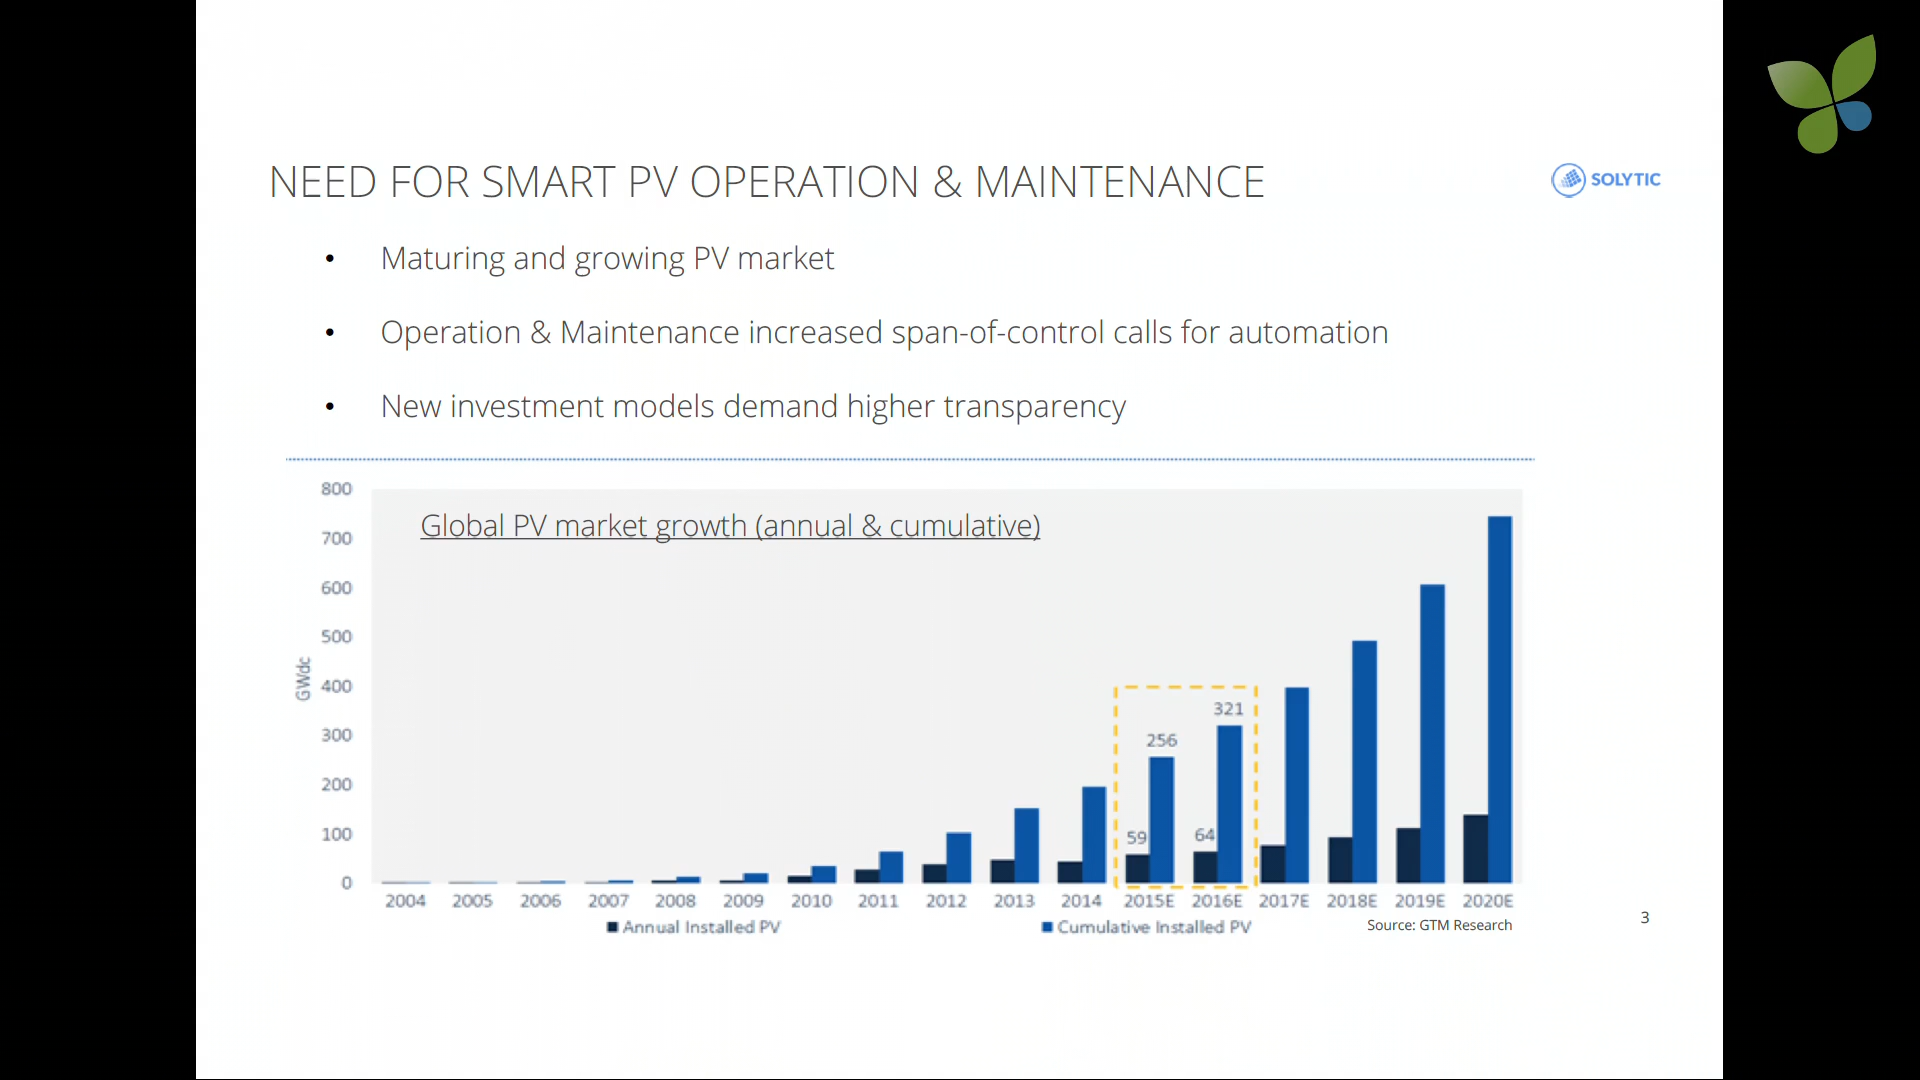 NEED FOR SMART PV OPERATION & MAINTENANCE
SOLYTIC
• Maturing and growing PV market
• Operation & Maintenance increased span-of-control calls for automation
• New investment models demand higher transparency
Global PV market growth (annual & cumulative)
800
700
600
500
400
300
200
100
0
GWdc
59
256
64
321
2004 2005 2006 2007 2008 2009 2010 2011 2012 2013 2014 2015E 2016E 2017E 2018E 2019E 2020E
Annual Installed PV Cumulative Installed PV
Source: GTM Research
3